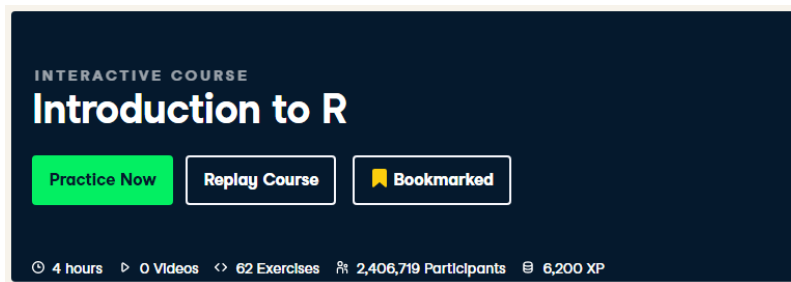 INTERACTIVE COURSE
Introduction to R
Practice Now Replay Course Bookmarked
4 hours 0 Videos 62 Exercises 2,406,719 Participants 6,200 XP